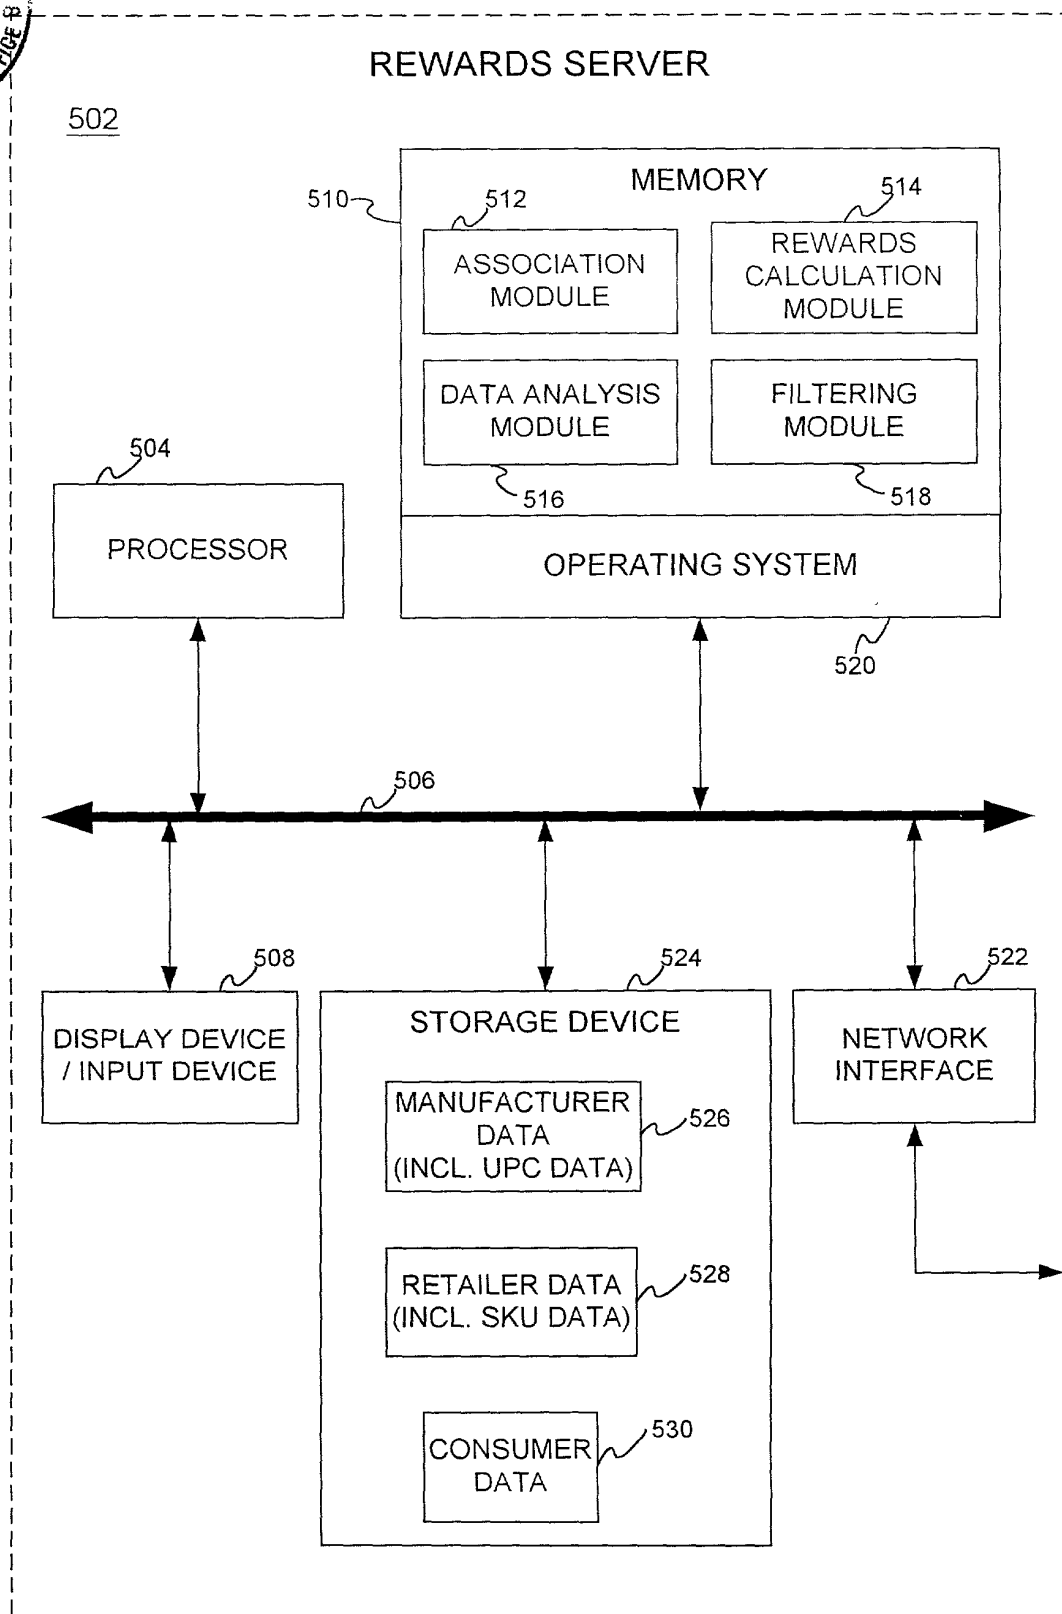 REWARDS SERVER
502
MEMORY
510
512
514
ASSOCIATION
MODULE
REWARDS
CALCULATION
MODULE
DATA ANALYSIS
MODULE
FILTERING
MODULE
516
518
504
PROCESSOR
OPERATING SYSTEM
520
506
508
524
522
DISPLAY DEVICE
/ INPUT DEVICE
STORAGE DEVICE
NETWORK
INTERFACE
MANUFACTURER
DATA
(INCL. UPC DATA)
526
RETAILER DATA
(INCL. SKU DATA)
528
CONSUMER
DATA
530